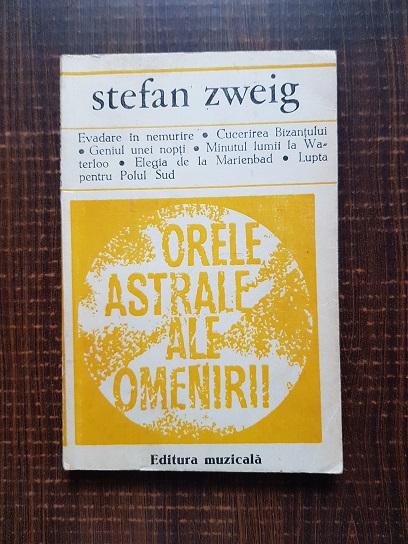 stefan zweig
Evadare în nemurire • Cucerirea Bizanțului
• Geniul unei nopți • Minutul lumii la Wa-
terloo • Elegia de la Marienbad • Lupta
pentru Polul Sud
ORELE
ASTRALE
ALE
OMENIRII
Editura muzicală